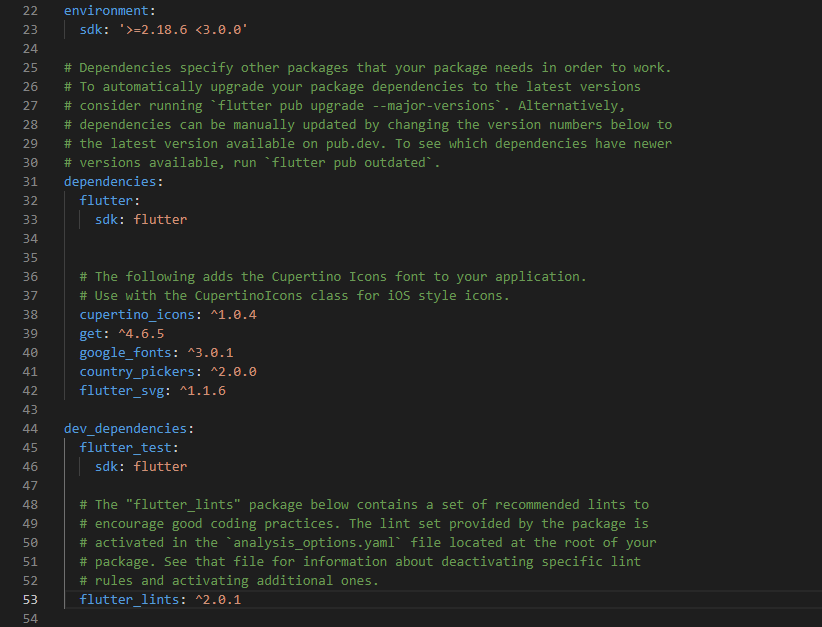 22 environment:
23 sdk: '>=2.18.6 <3.0.0'
24
25 # Dependencies specify other packages that your package needs in order to work.
26 # To automatically upgrade your package dependencies to the latest versions
27 # consider running `flutter pub upgrade --major-versions`. Alternatively,
28 # dependencies can be manually updated by changing the version numbers below to
29 # the latest version available on pub.dev. To see which dependencies have newer
30 # versions available, run `flutter pub outdated`.
31 dependencies:
32 flutter:
33 sdk: flutter
34
35
36 # The following adds the Cupertino Icons font to your application.
37 # Use with the CupertinoIcons class for iOS style icons.
38 cupertino_icons: ^1.0.4
39 get: ^4.6.5
40 google_fonts: ^3.0.1
41 country_pickers: ^2.0.0
42 flutter_svg: ^1.1.6
43
44 dev_dependencies:
45 flutter_test:
46 sdk: flutter
47
48 # The "flutter_lints" package below contains a set of recommended lints to
49 # encourage good coding practices. The lint set provided by the package is
50 # activated in the `analysis_options.yaml` file located at the root of your
51 # package. See that file for information about deactivating specific lint
52 # rules and activating additional ones.
53 flutter_lints: ^2.0.1
54